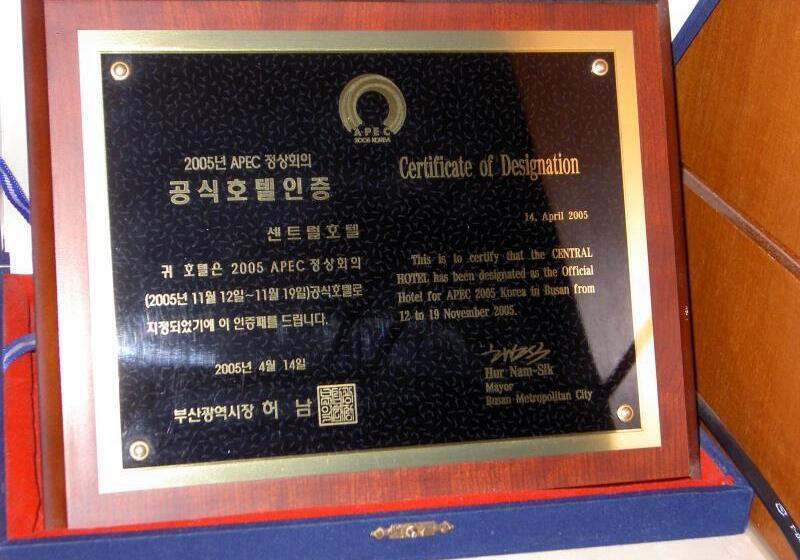 APEC
2005 KOREA
2005년 APEC 정상회의
공식호텔인증
센트럴호텔
귀 호텔은 2005 APEC 정상회의
(2005년 11월 12일~11월 19일)공식호텔로
지정되었기에 이 인증패를 드립니다.
2005년 4월 14일
부산광역시장 허 남
Certificate of Designation
14, April 2005
This is to certify that the CENTRAL
HOTEL has been designated as the Official
Hotel for APEC 2005 Korea in Busan from
12 to 19 November 2005.
Hur Nam-Sik
Mayor
Busan Metropolitan City